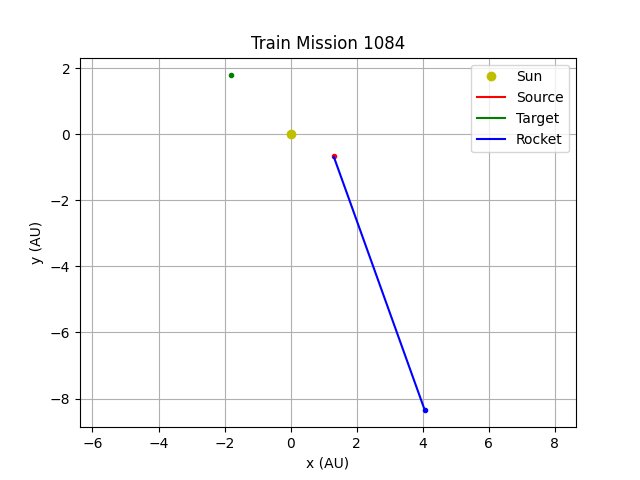 Train Mission 1084
Sun
Source
Target
Rocket
2
0
−2
−4
−6
−8
y (AU)
−6
−4
−2
0
2
4
6
8
x (AU)